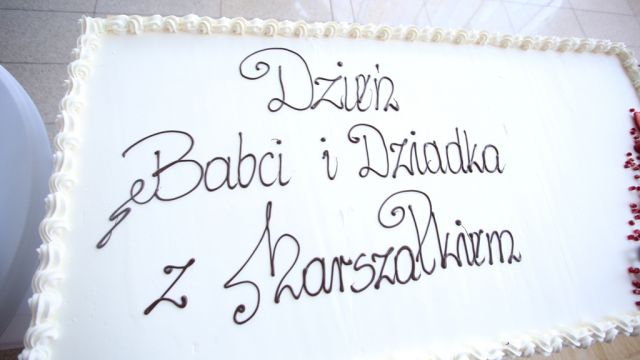 Dzień
Babci i Dziadka
z Marszałkiem